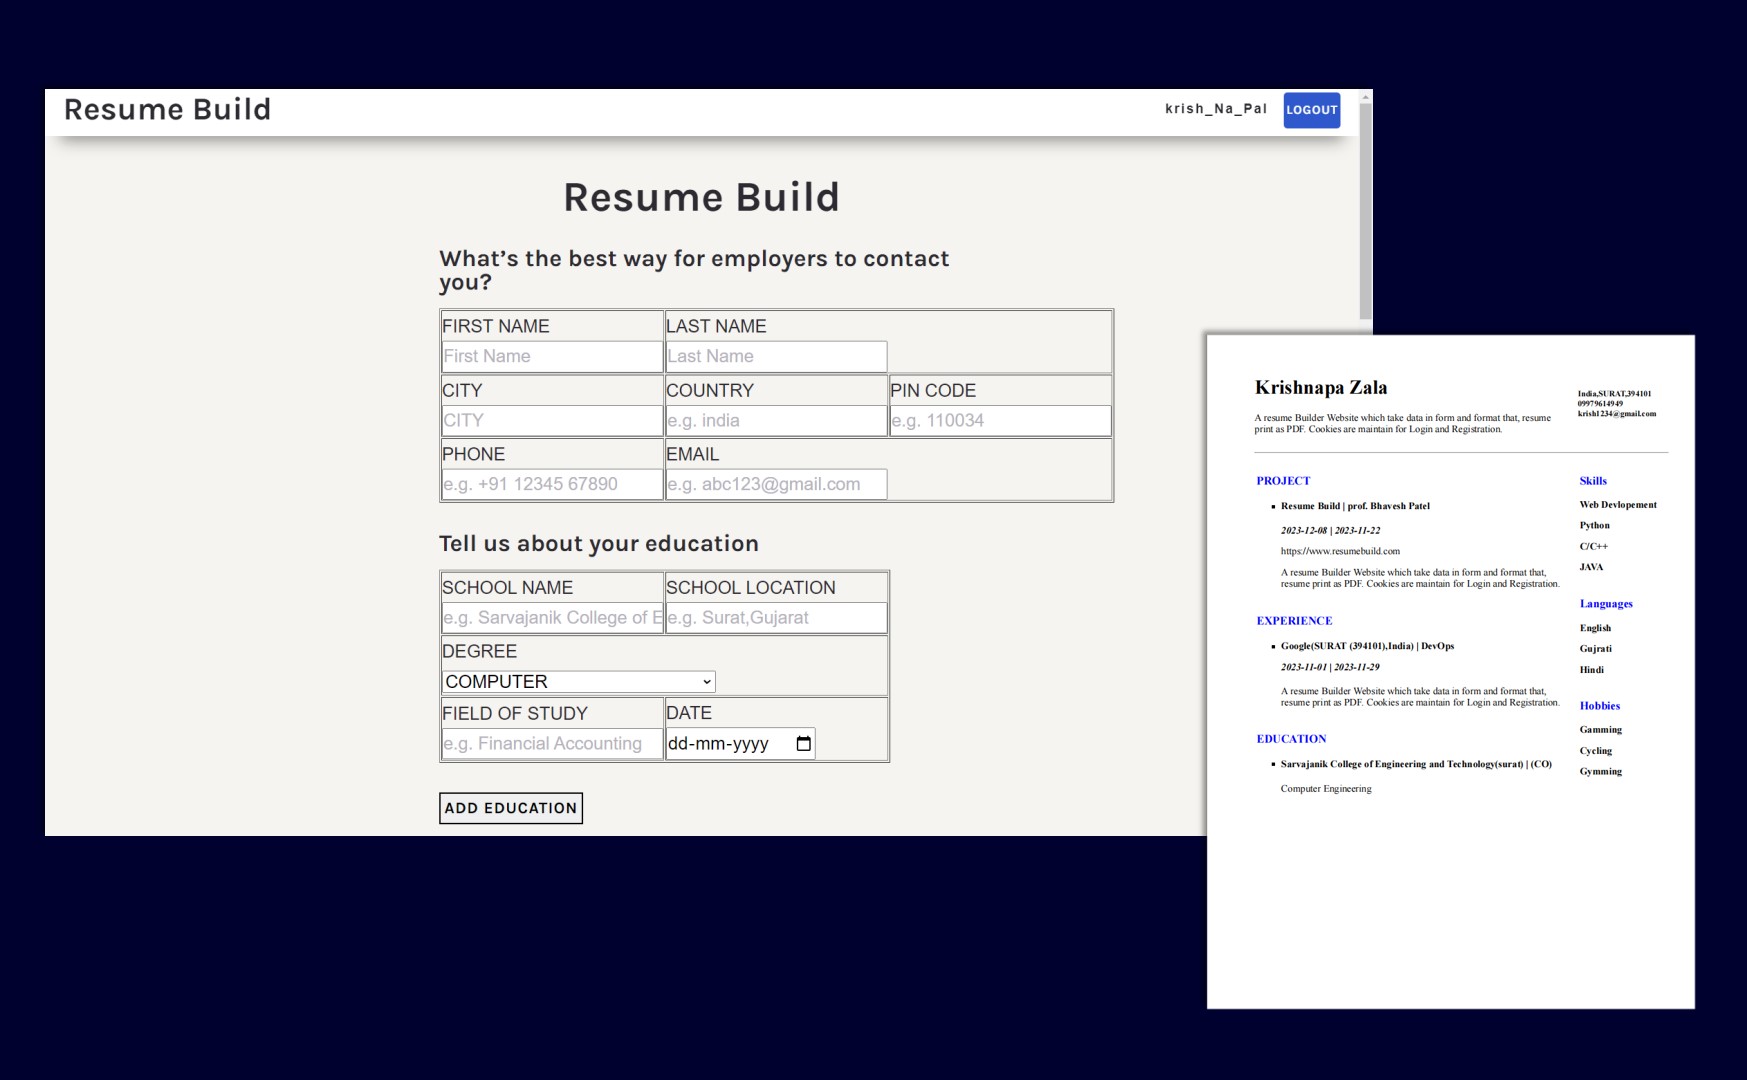 Resume Build
krish_Na_Pal
LOGOUT
Resume Build
What's the best way for employers to contact
you?
FIRST NAME LAST NAME
First Name Last Name
CITY COUNTRY PIN CODE
CITY e.g. india e.g. 110034
PHONE EMAIL
e.g. +91 12345 67890 e.g. abc123@gmail.com
Tell us about your education
SCHOOL NAME SCHOOL LOCATION
e.g. Sarvajanik College of E e.g. Surat,Gujarat
DEGREE
COMPUTER
FIELD OF STUDY DATE
e.g. Financial Accounting dd-mm-yyyy
ADD EDUCATION
Krishnapa Zala
A resume Builder Website which take data in form and format that, resume
print as PDF. Cookies are maintain for Login and Registration.
India,SURAT,394101
09979614949
krish1234@gmail.com
PROJECT
Resume Build | prof. Bhavesh Patel
2023-12-08 | 2023-11-22
https://www.resumebuild.com
A resume Builder Website which take data in form and format that,
resume print as PDF. Cookies are maintain for Login and Registration.
EXPERIENCE
Google(SURAT (394101),India) | DevOps
2023-11-01 | 2023-11-29
A resume Builder Website which take data in form and format that,
resume print as PDF. Cookies are maintain for Login and Registration.
EDUCATION
Sarvajanik College of Engineering and Technology(surat) | (CO)
Computer Engineering
Skills
Web Devlopement
Python
C/C++
JAVA
Languages
English
Gujrati
Hindi
Hobbies
Gamming
Cycling
Gymming